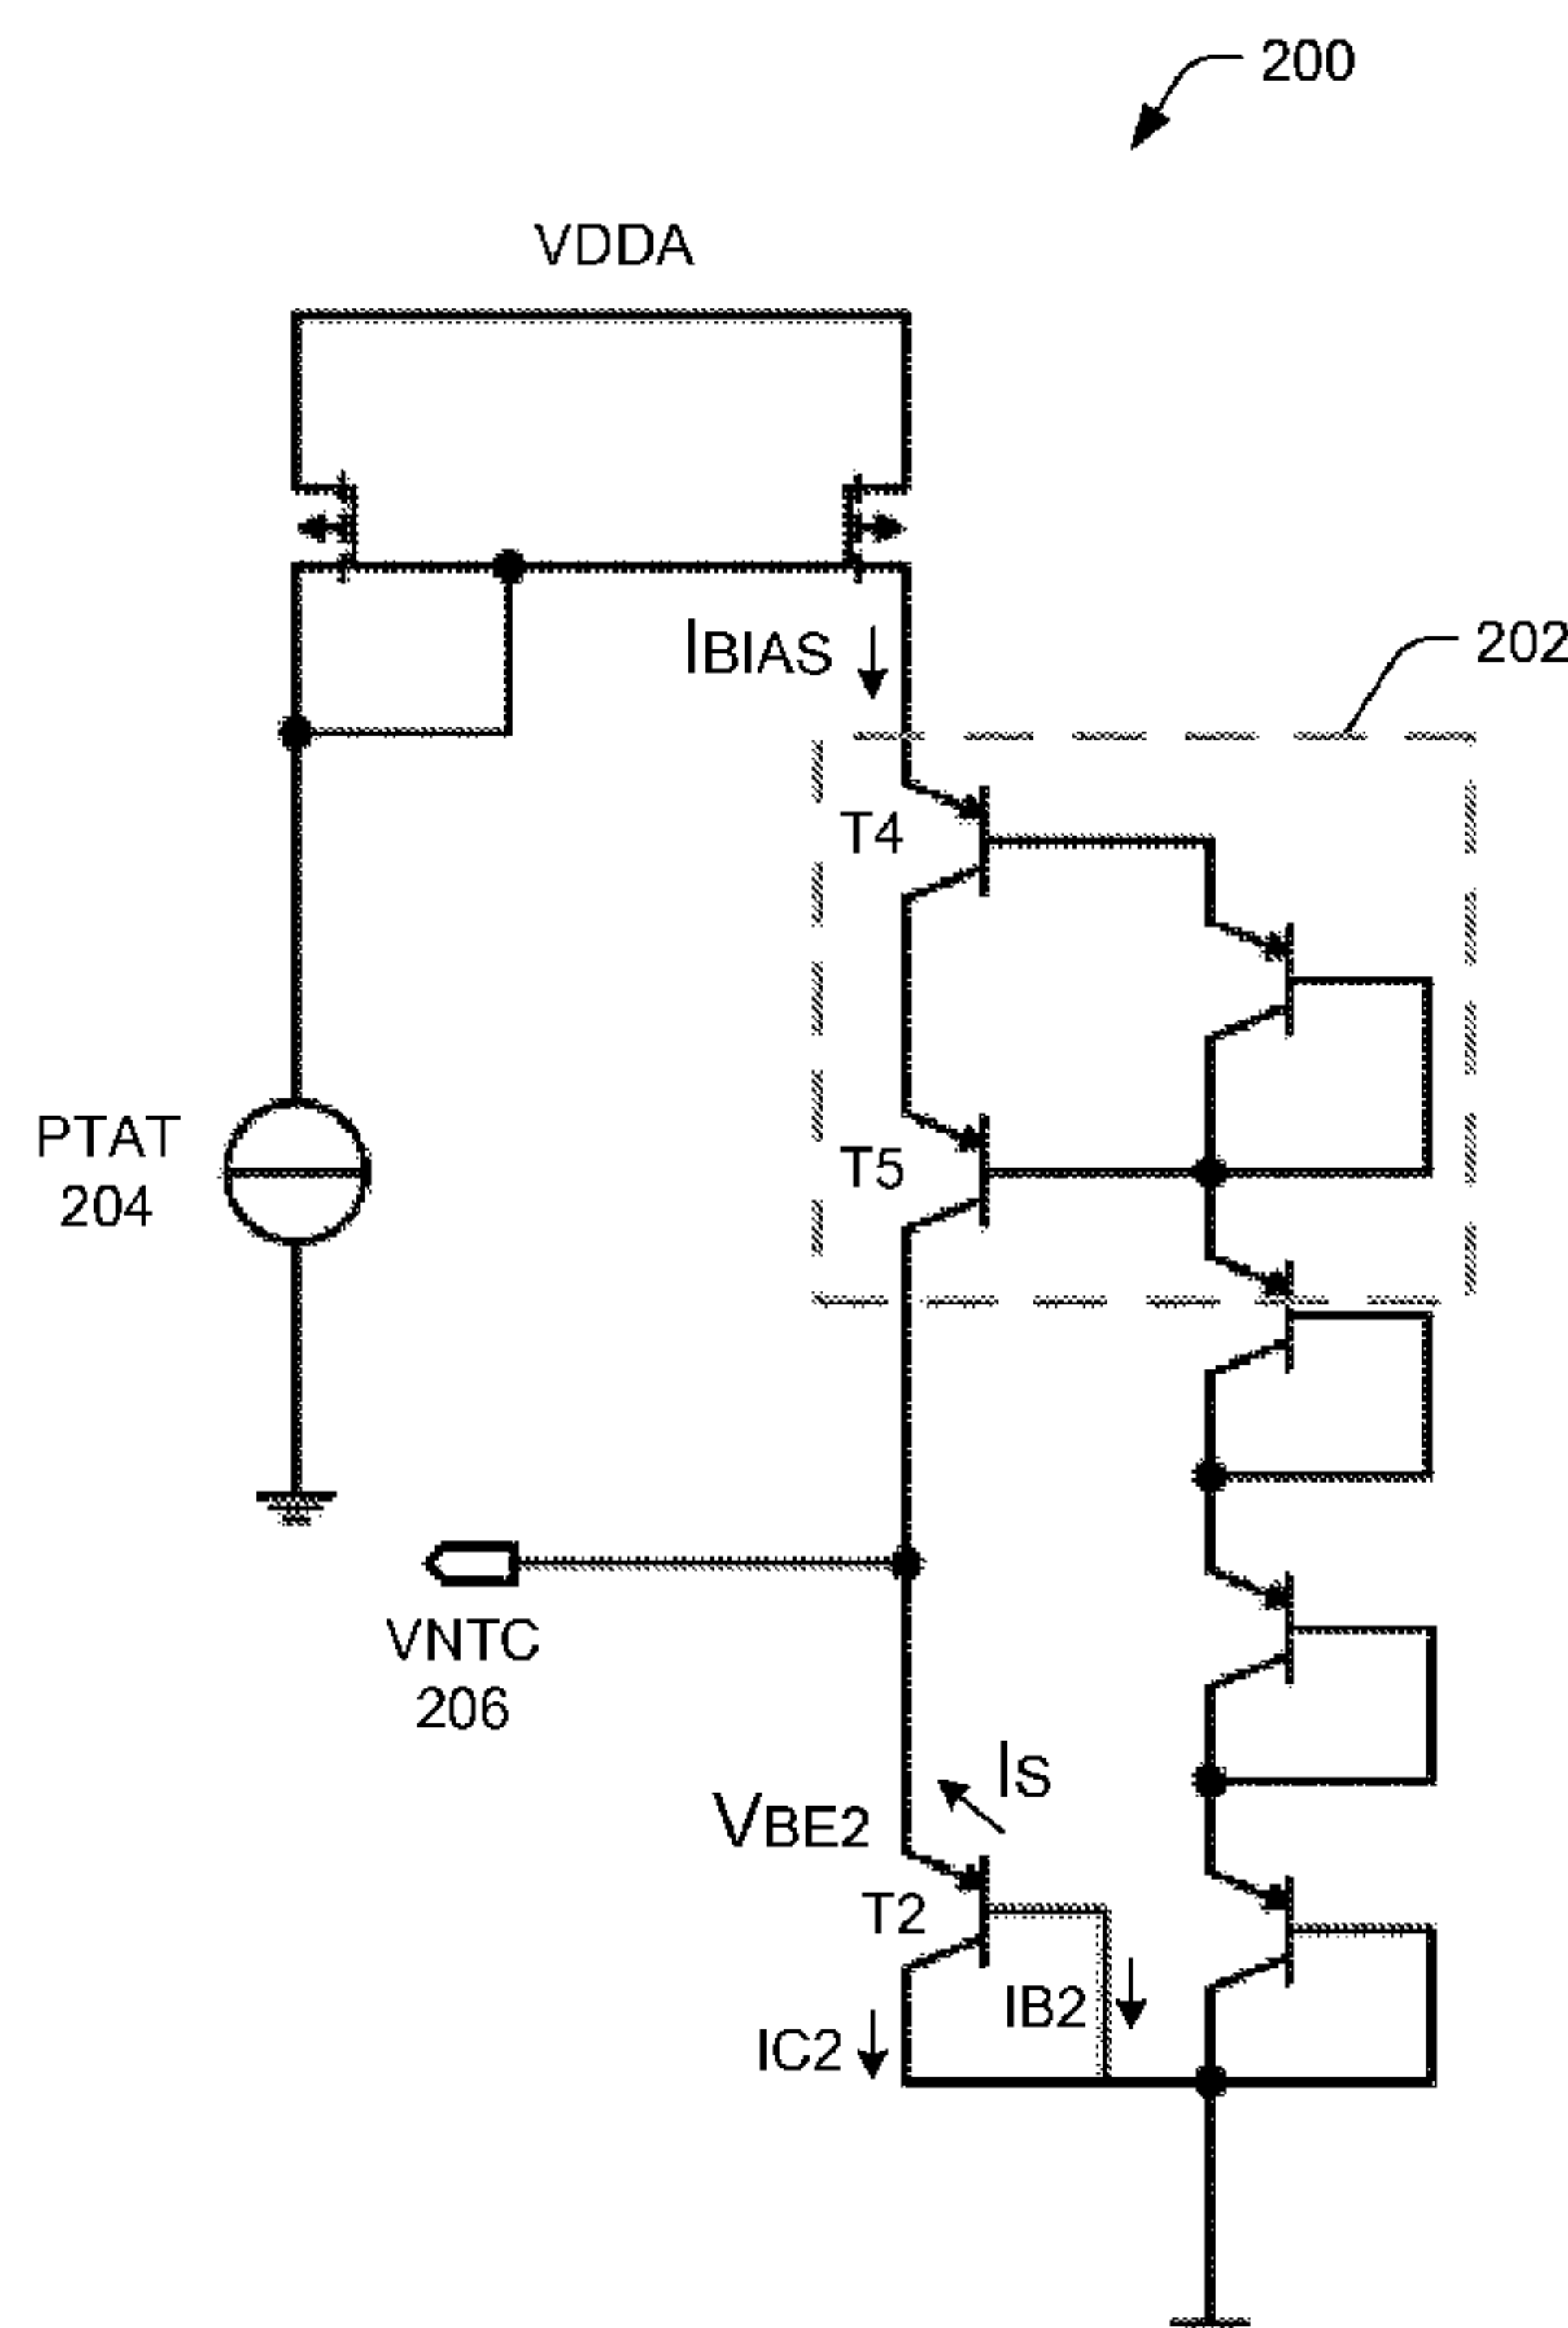 200
VDDA
IBIAS
202
T4
T5
PTAT
204
VNTC
206
IS
VBE2
T2
IB2
IC2